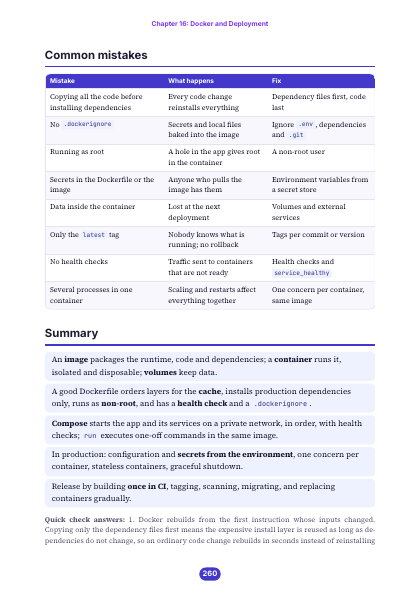 Chapter 16: Docker and Deployment
Common mistakes
Mistake What happens Fix
Copying all the code before installing dependencies Every code change reinstalls everything Dependency files first, code last
No .dockerignore Secrets and local files baked into the image Ignore .env, dependencies and .git
Running as root A hole in the app gives root in the container A non-root user
Secrets in the Dockerfile or the image Anyone who pulls the image has them Environment variables from a secret store
Data inside the container Lost at the next deployment Volumes and external services
Only the latest tag Nobody knows what is running; no rollback Tags per commit or version
No health checks Traffic sent to containers that are not ready Health checks and service_healthy
Several processes in one container Scaling and restarts affect everything together One concern per container, same image
Summary
An image packages the runtime, code and dependencies; a container runs it,
isolated and disposable; volumes keep data.
A good Dockerfile orders layers for the cache, installs production dependencies
only, runs as non-root, and has a health check and a .dockerignore.
Compose starts the app and its services on a private network, in order, with health
checks; run executes one-off commands in the same image.
In production: configuration and secrets from the environment, one concern per
container, stateless containers, graceful shutdown.
Release by building once in CI, tagging, scanning, migrating, and replacing
containers gradually.
Quick check answers: 1. Docker rebuilds from the first instruction whose inputs changed.
Copying only the dependency files first means the expensive install layer is reused as long as de-
pendencies do not change, so an ordinary code change rebuilds in seconds instead of reinstalling
260